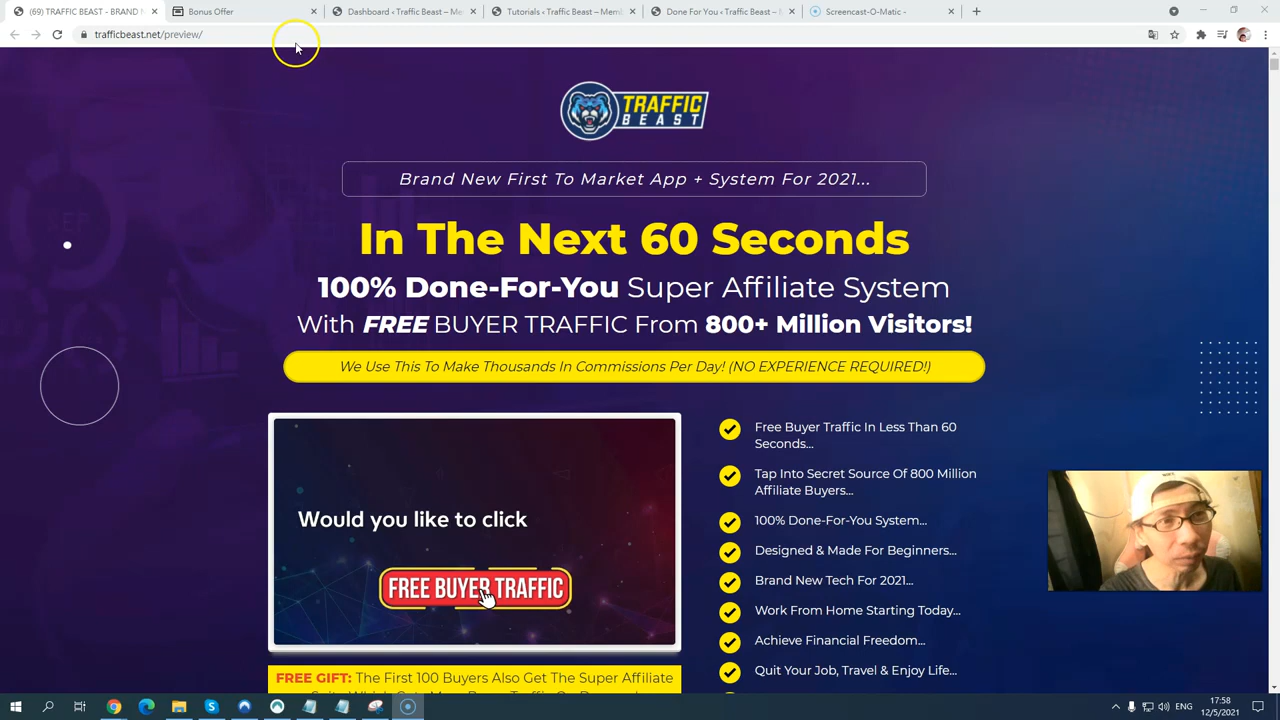 (69) TRAFFIC BEAST - BRAND N
Bonus Offer
Dashboard ‹ Traffic Beast — Me
Tutorials ‹ Traffic Beast — Mem
Done For You ‹ Traffic Beast — M
Screencast-O-Matic -
trafficbeast.net/preview/
TRAFFIC
BEAST
Brand New First To Market App + System For 2021...
In The Next 60 Seconds
100% Done-For-You Super Affiliate System
With FREE BUYER TRAFFIC From 800+ Million Visitors!
We Use This To Make Thousands In Commissions Per Day! (NO EXPERIENCE REQUIRED!)
Would you like to click
FREE BUYER TRAFFIC
FREE GIFT: The First 100 Buyers Also Get The Super Affiliate
Free Buyer Traffic In Less Than 60
Seconds...
Tap Into Secret Source Of 800 Million
Affiliate Buyers...
100% Done-For-You System...
Designed & Made For Beginners...
Brand New Tech For 2021...
Work From Home Starting Today...
Achieve Financial Freedom...
Quit Your Job, Travel & Enjoy Life...
ENG
17:58
12/5/2021